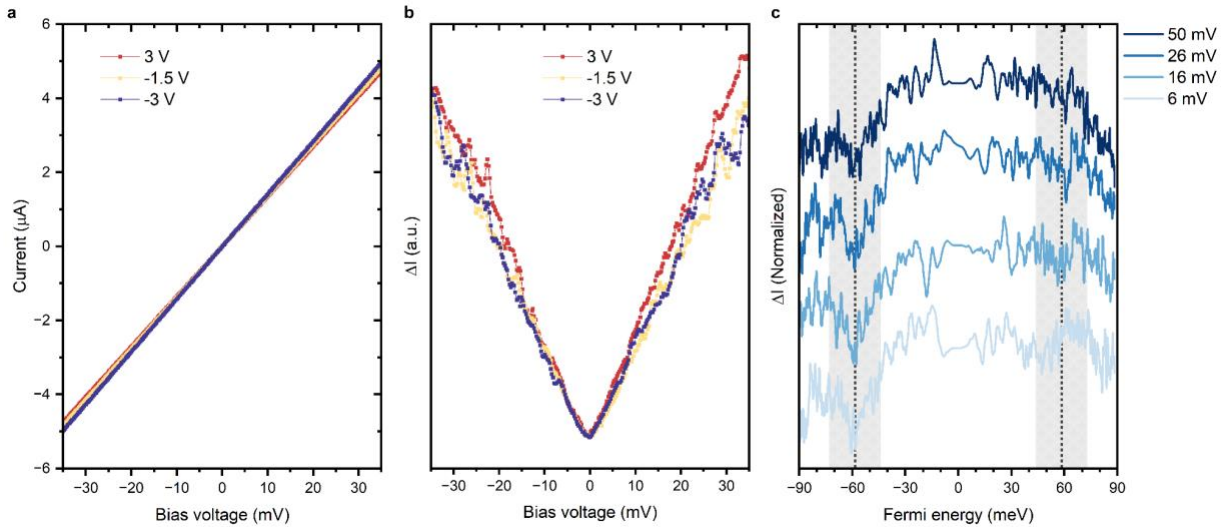 a
6
4
2
0
−2
−4
−6
Current (μA)
3 V
-1.5 V
-3 V
−30 −20 −10 0 10 20 30
Bias voltage (mV)
b
ΔI (a.u.)
3 V
-1.5 V
-3 V
−30 −20 −10 0 10 20 30
Bias voltage (mV)
c
ΔI (Normalized)
50 mV
26 mV
16 mV
6 mV
−90 −60 −30 0 30 60 90
Fermi energy (meV)